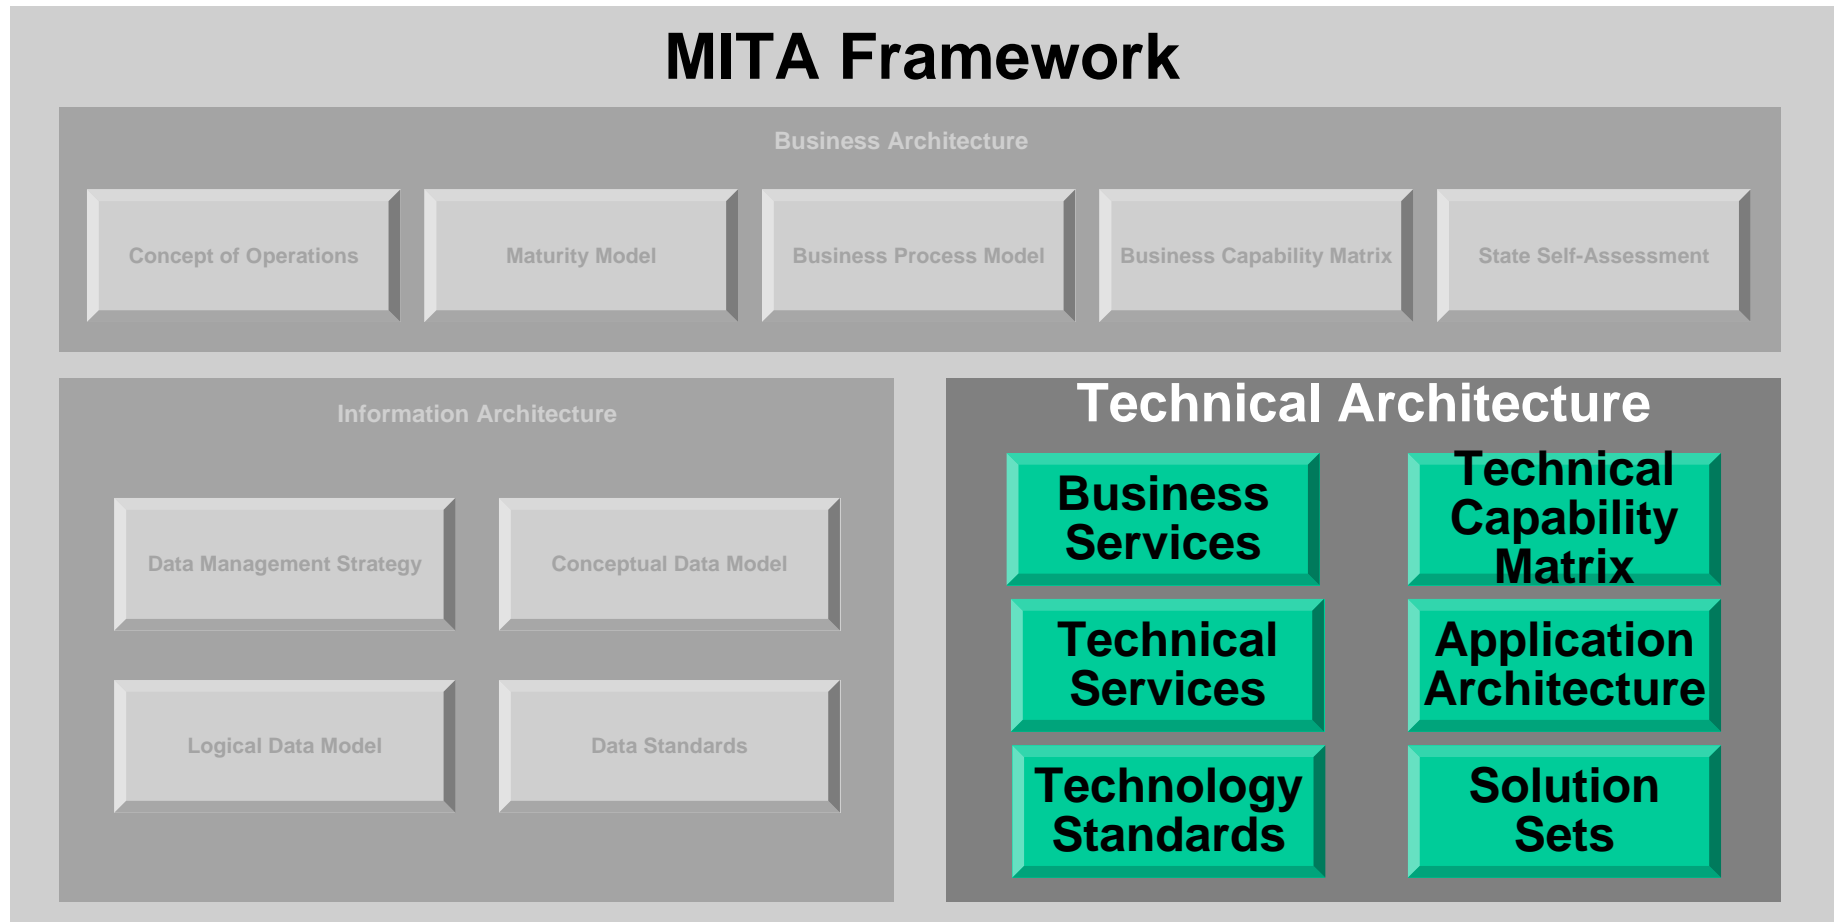 MITA Framework
Business Architecture
Concept of Operations
Maturity Model
Business Process Model
Business Capability Matrix
State Self-Assessment
Information Architecture
Data Management Strategy
Conceptual Data Model
Logical Data Model
Data Standards
Technical Architecture
Business
Services
Technical
Capability
Matrix
Technical
Services
Application
Architecture
Technology
Standards
Solution
Sets